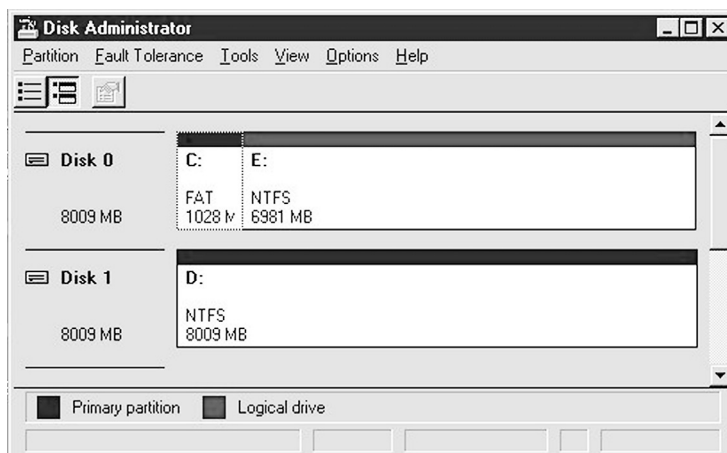 Disk Administrator
Partition Fault Tolerance Tools View Options Help
Disk 0
8009 MB
C:
FAT
1028 M
E:
NTFS
6981 MB
Disk 1
8009 MB
D:
NTFS
8009 MB
Primary partition Logical drive